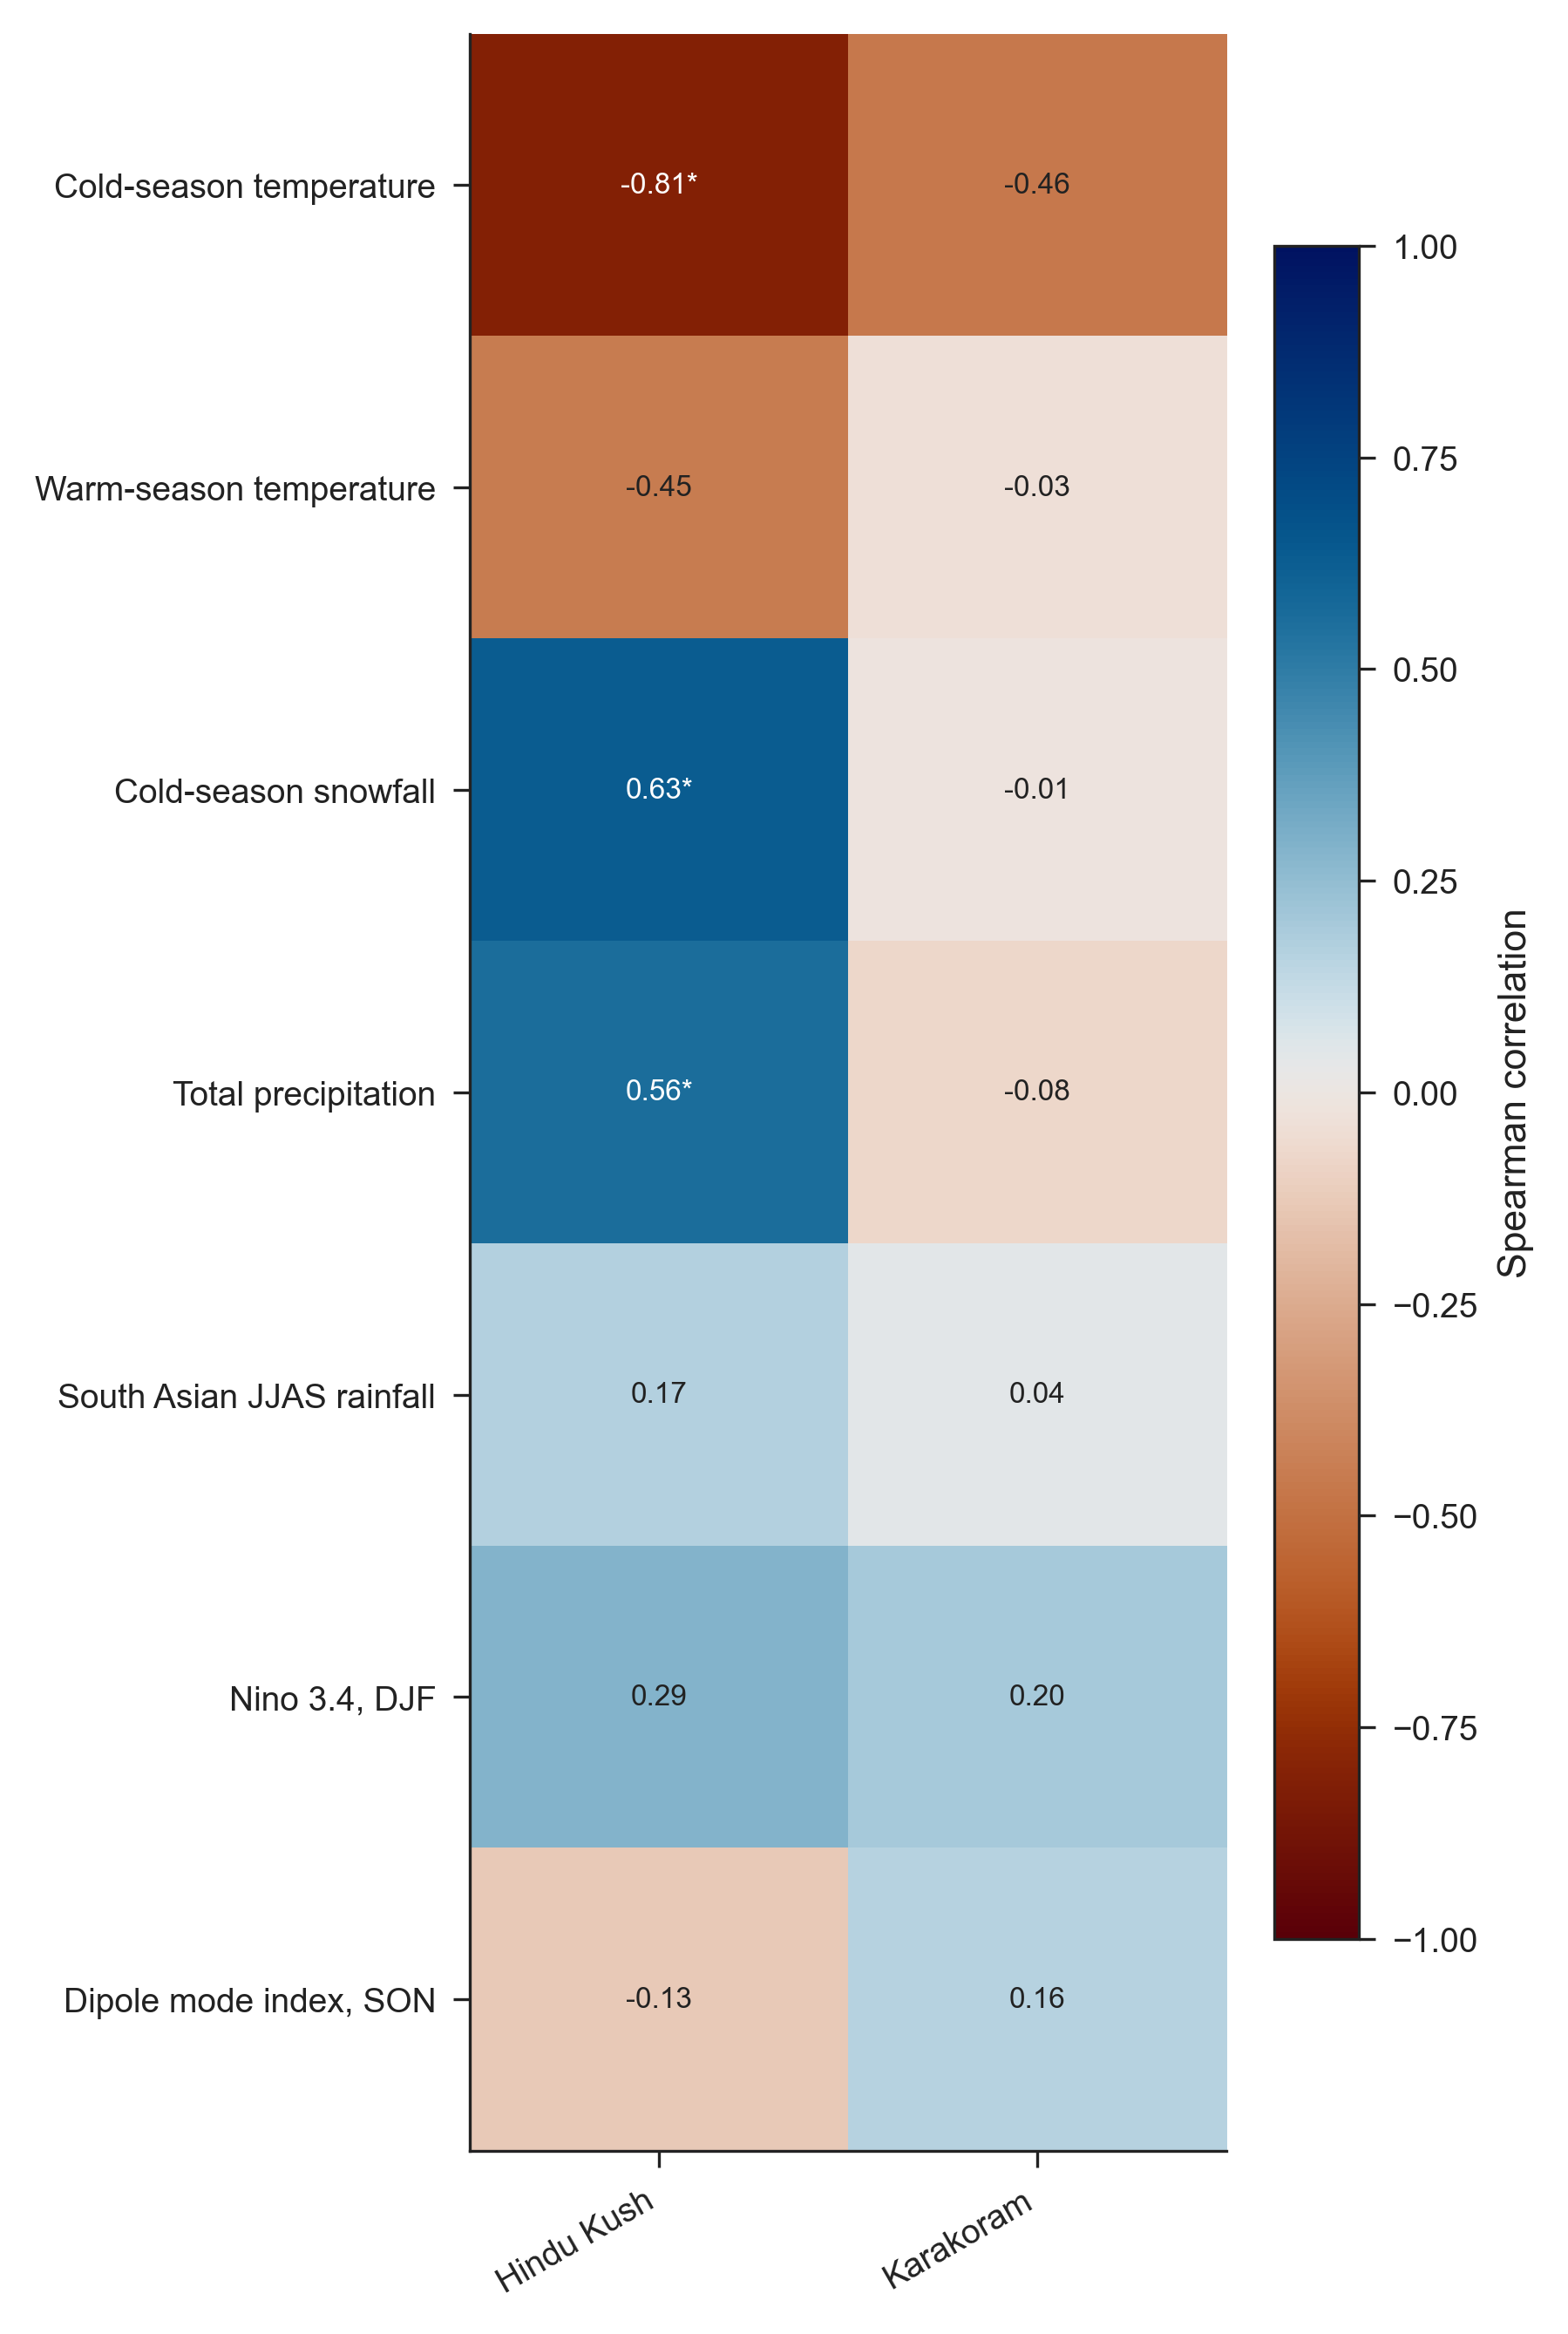 Cold-season temperature
-0.81*
-0.46
Warm-season temperature
-0.45
-0.03
Cold-season snowfall
0.63*
-0.01
Total precipitation
0.56*
-0.08
South Asian JJAS rainfall
0.17
0.04
Nino 3.4, DJF
0.29
0.20
Dipole mode index, SON
-0.13
0.16
Hindu Kush
Karakoram
1.00
0.75
0.50
0.25
0.00
−0.25
−0.50
−0.75
−1.00
Spearman correlation